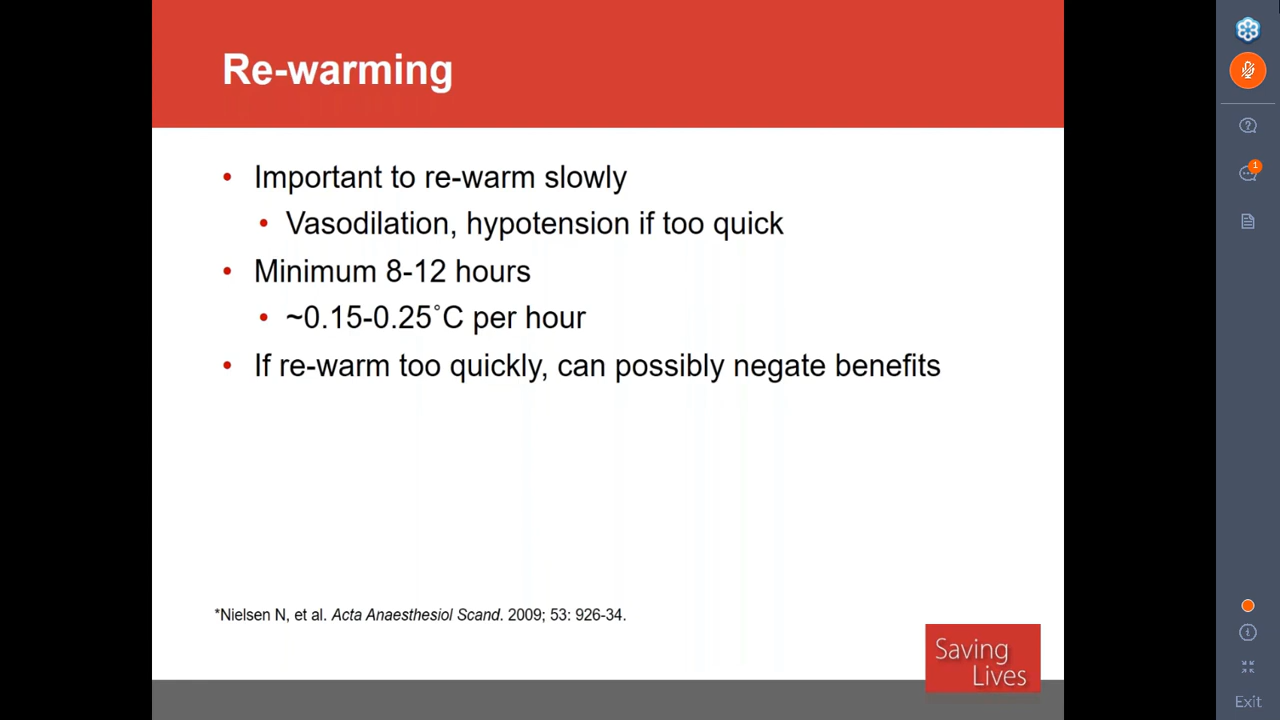 Re-warming
• Important to re-warm slowly
• Vasodilation, hypotension if too quick
• Minimum 8-12 hours
• ~0.15-0.25˚C per hour
• If re-warm too quickly, can possibly negate benefits
*Nielsen N, et al. Acta Anaesthesiol Scand. 2009; 53: 926-34.
Saving
Lives
1
Exit